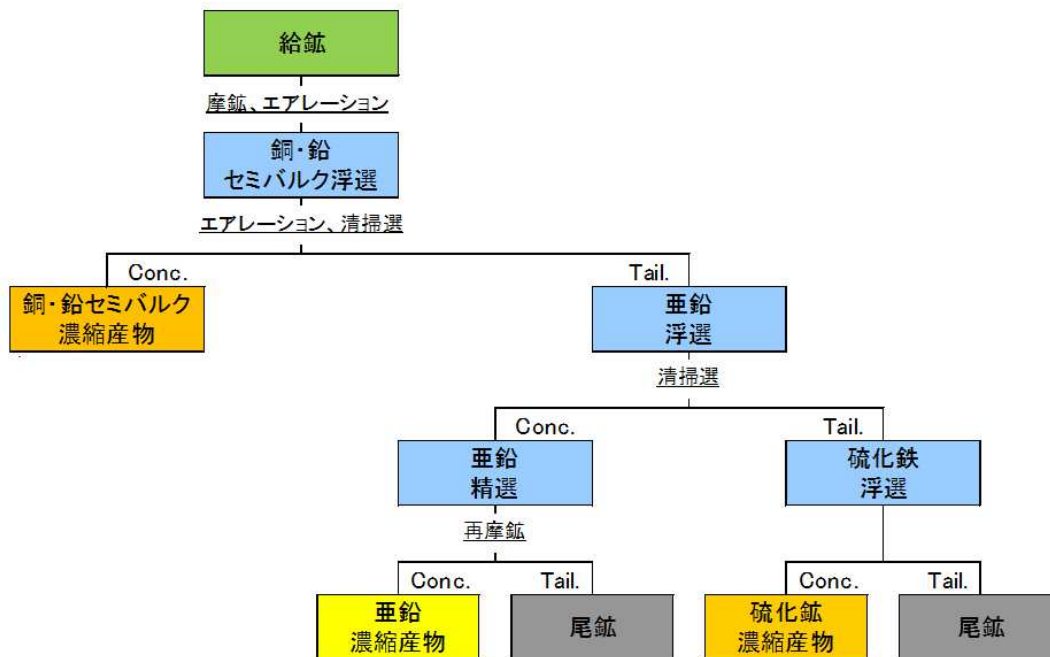 給鉱
摩鉱、エアレーション
銅・鉛
セミバルク浮選
エアレーション、清掃選
Conc.
Tail.
銅・鉛セミバルク
濃縮産物
亜鉛
浮選
清掃選
Conc.
Tail.
亜鉛
精選
硫化鉄
浮選
再摩鉱
Conc.
Tail.
Conc.
Tail.
亜鉛
濃縮産物
尾鉱
硫化鉱
濃縮産物
尾鉱